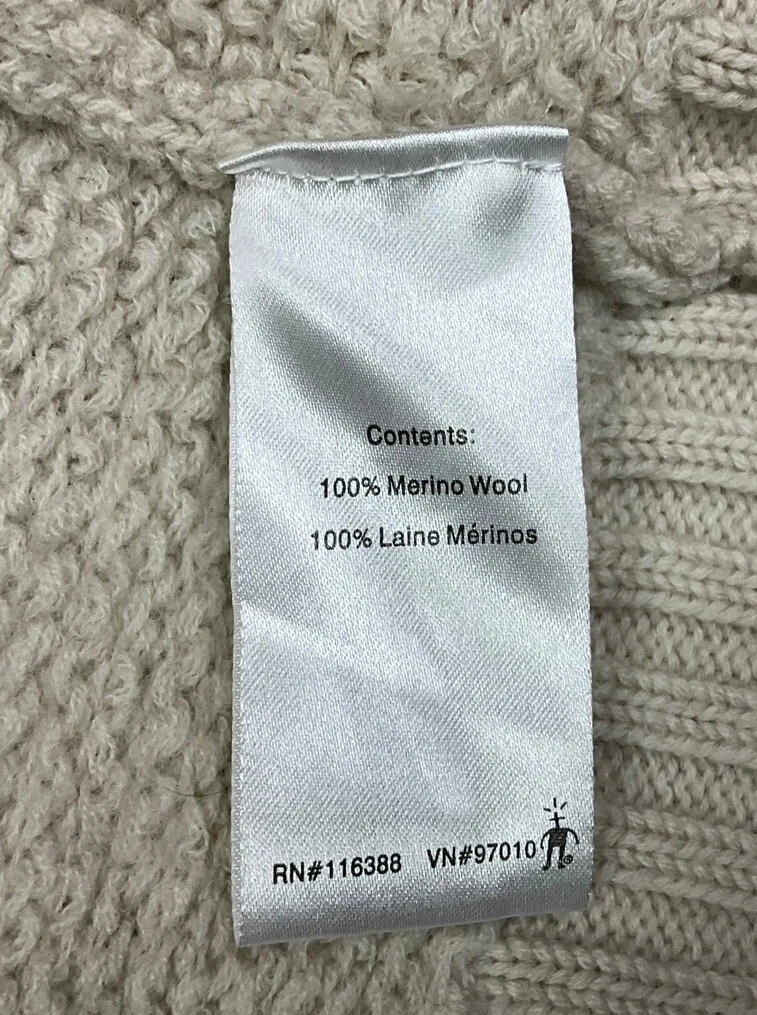 Contents:
100% Merino Wool
100% Laine Mérinos
RN#116388 VN#97010